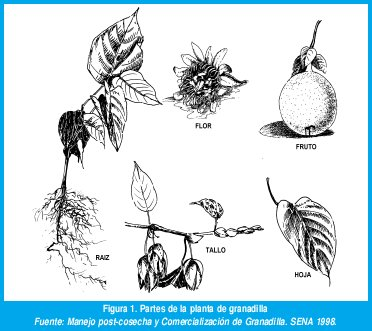 FLOR
FRUTO
RAIZ
TALLO
HOJA
Figura 1. Partes de la planta de granadilla
Fuente: Manejo post-cosecha y Comercialización de Granadilla. SENA 1998.